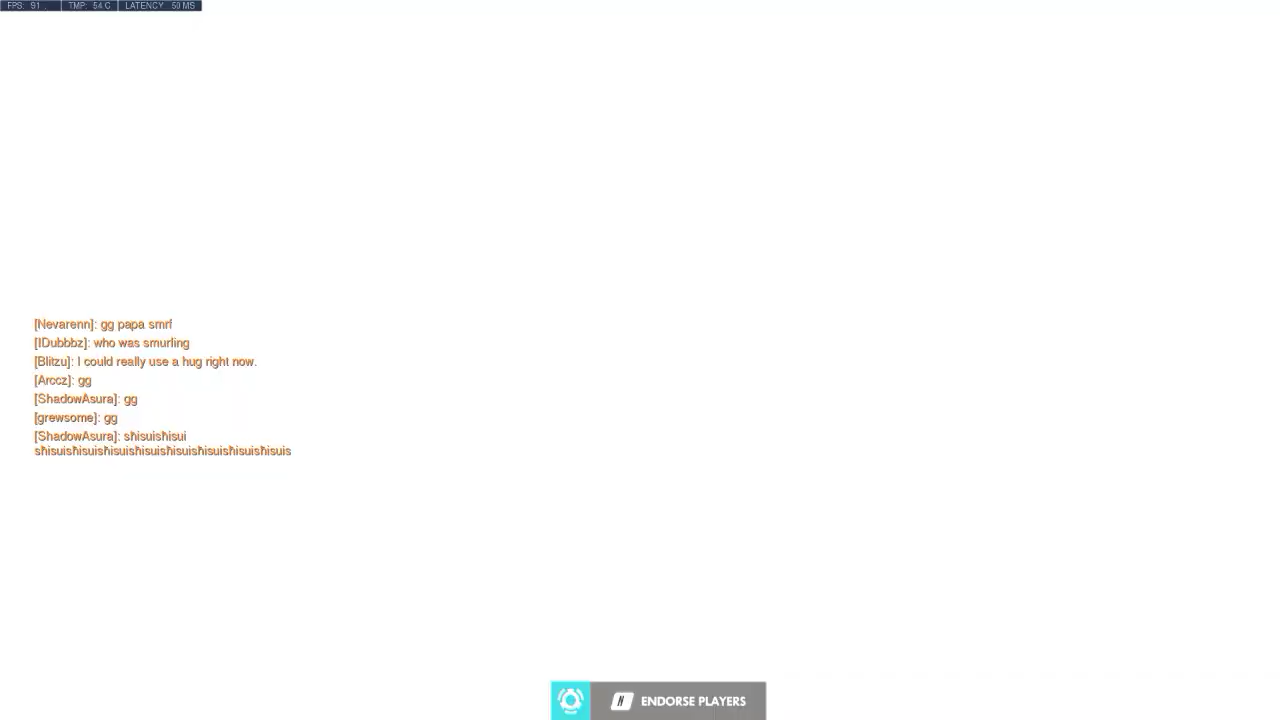 FPS: 91 TMP: 54 C LATENCY: 50 MS
[Nevarenn]: gg papa smrf
[IDubbbz]: who was smurling
[Blitzu]: I could really use a hug right now.
[Arccz]: gg
[ShadowAsura]: gg
[grewsome]: gg
[ShadowAsura]: shisuishisui
shisuishisuishisuishisuishisuishisuishisuishisuis
N ENDORSE PLAYERS